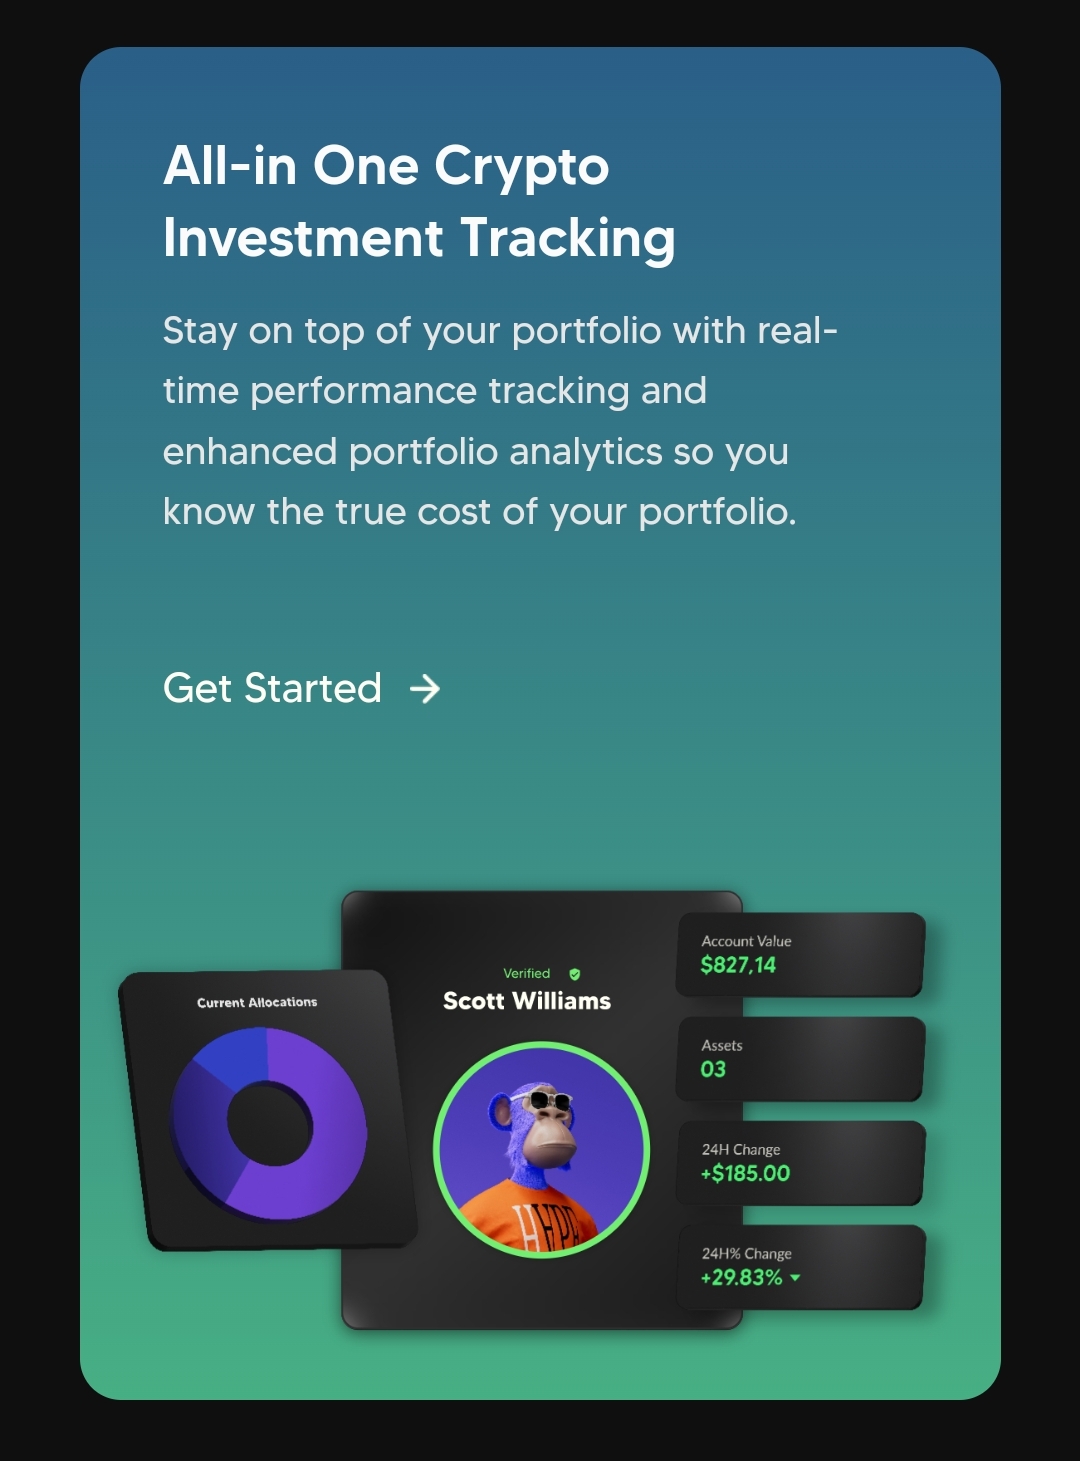 All-in One Crypto
Investment Tracking
Stay on top of your portfolio with real-
time performance tracking and
enhanced portfolio analytics so you
know the true cost of your portfolio.
Get Started
Current Allocations
Verified
Scott Williams
Account Value
$827,14
Assets
03
24H Change
+$185.00
24H% Change
+29.83%